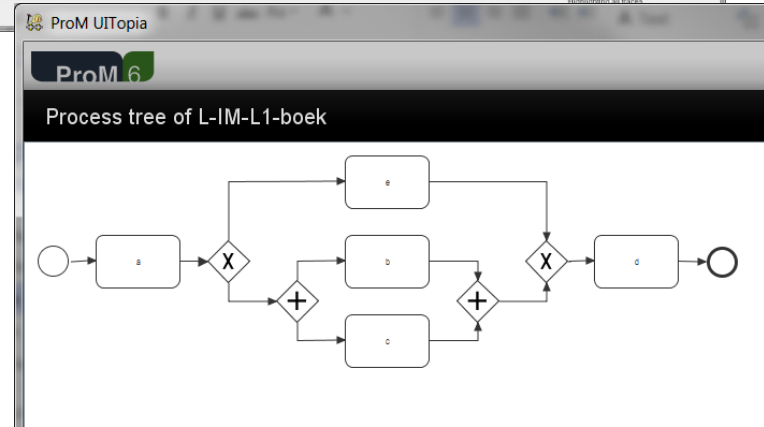 ProM UITopia
ProM 6
Process tree of L-IM-L1-boek
e
a
X
b
X
d
c